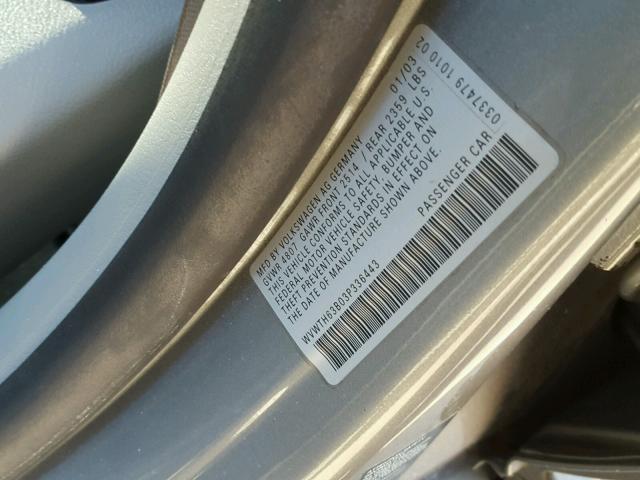 MFD BY VOLKSWAGEN AG GERMANY 01/03
GVWR 4807 GAWR FRONT 2514 / REAR 2359 LBS
THIS VEHICLE CONFORMS TO ALL APPLICABLE U.S.
FEDERAL MOTOR VEHICLE SAFETY, BUMPER AND
THEFT PREVENTION STANDARDS IN EFFECT ON
THE DATE OF MANUFACTURE SHOWN ABOVE.
WVWTH63B03P336443 PASSENGER CAR
0337479 1010 02